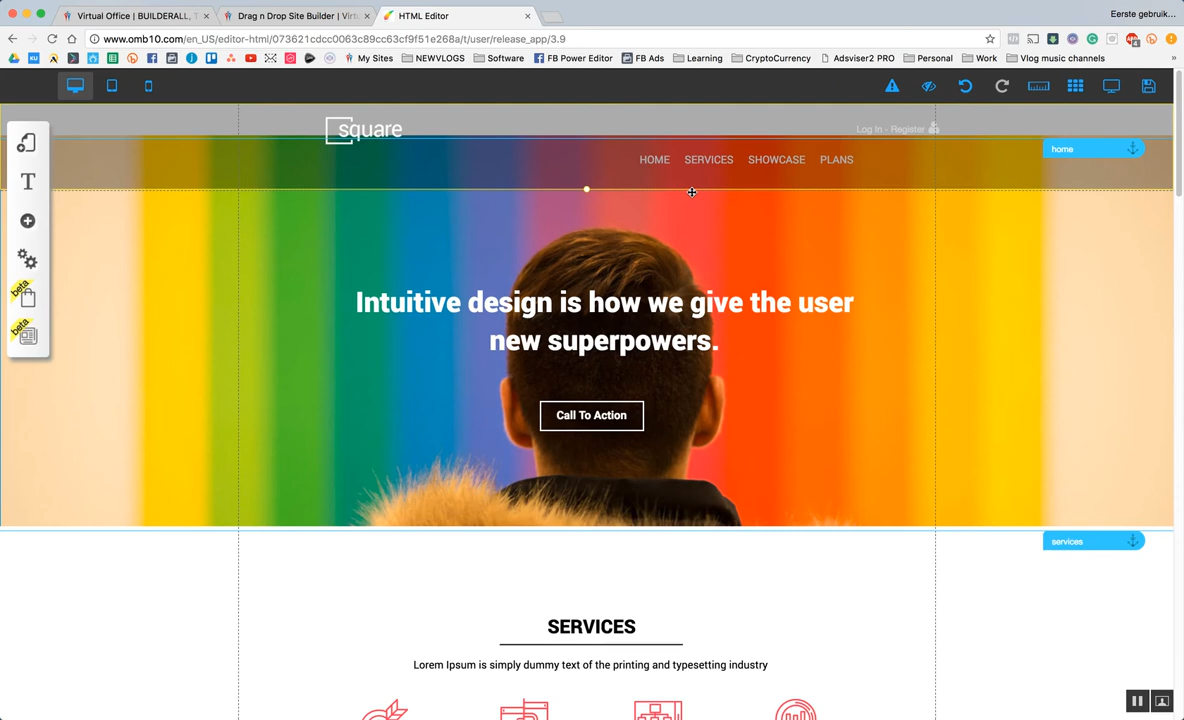 Virtual Office | BUILDERALL, T
Drag n Drop Site Builder | Virtu
HTML Editor
Eerste gebruik...
www.omb10.com/en_US/editor-html/073621cdcc0063c89cc63cf9f51e268a/t/user/release_app/3.9
My Sites
NEWVLOGS
Software
FB Power Editor
FB Ads
Learning
CryptoCurrency
Adsviser2 PRO
Personal
Work
Vlog music channels
square
Log In - Register
home
HOME SERVICES SHOWCASE PLANS
beta
beta
Intuitive design is how we give the user
new superpowers.
Call To Action
services
SERVICES
Lorem Ipsum is simply dummy text of the printing and typesetting industry